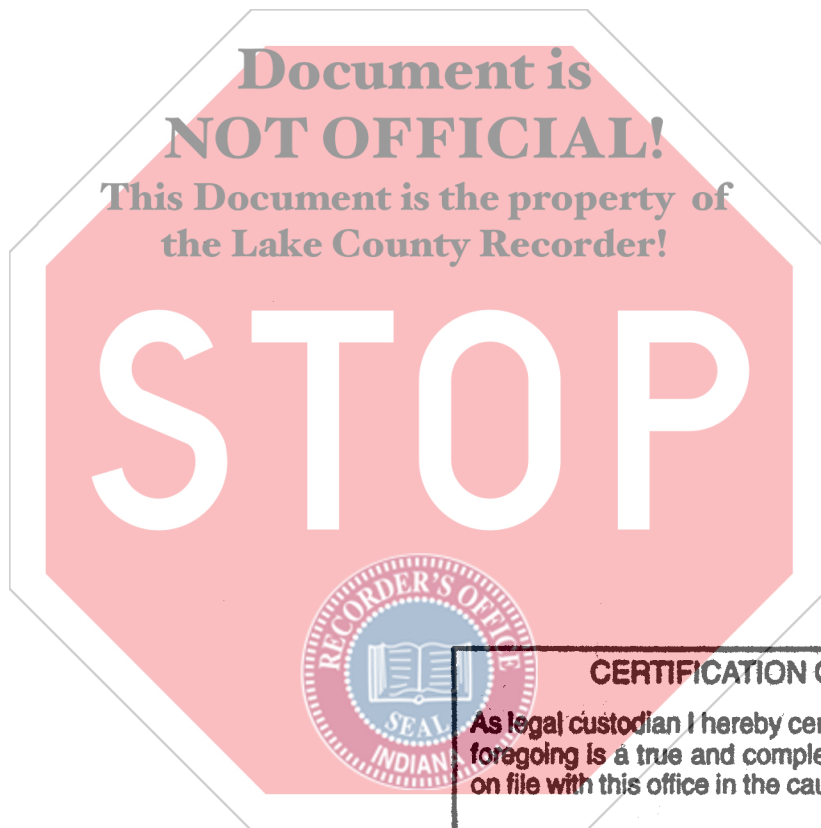 Document is
NOT OFFICIAL!
This Document is the property of
the Lake County Recorder!
STOP
RECORDER'S OFFICE
SEAL
INDIANA
CERTIFICATION
As legal custodian I hereby
foregoing is a true and
on file with this office in the